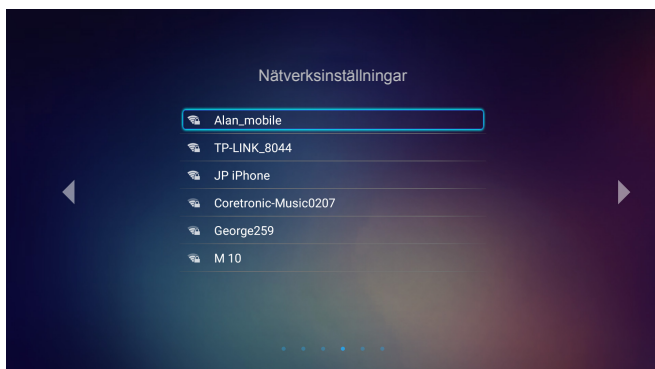 Nätverksinställningar
Alan_mobile
TP-LINK_8044
JP iPhone
Coretronic-Music0207
George259
M 10